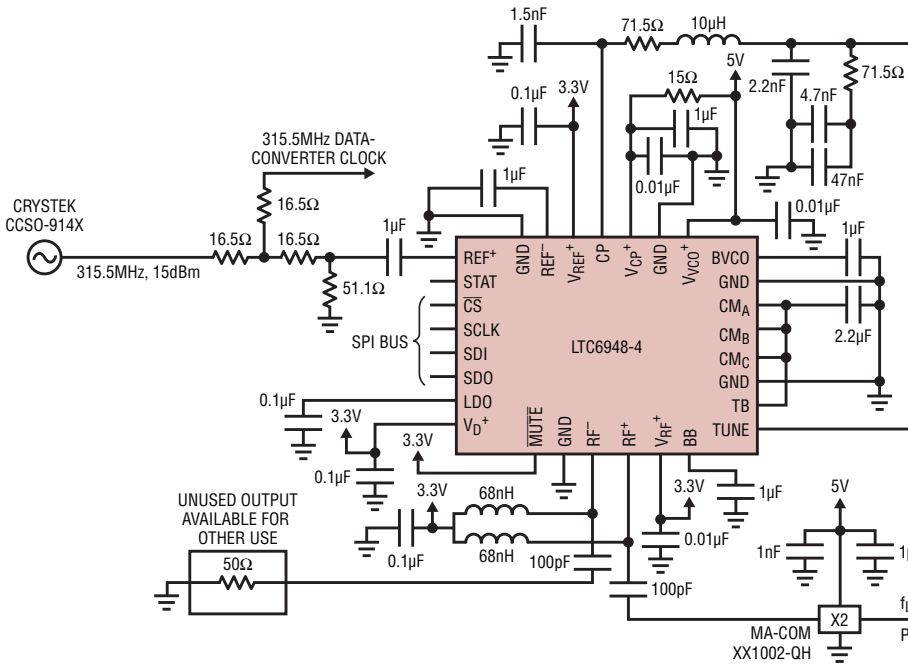 1.5nF
71.5Ω
10µH
5V
2.2nF
71.5Ω
4.7nF
47nF
3.3V
0.1µF
15Ω
1µF
0.01µF
0.01µF
315.5MHz DATA-
CONVERTER CLOCK
16.5Ω
1µF
CRYSTEK
CCSO-914X
16.5Ω
16.5Ω
1µF
315.5MHz, 15dBm
51.1Ω
GND
REF–
VREF+
CP
VCP+
GND
VVCO+
REF+
STAT
CS
SCLK
SDI
SDO
LDO
VD+
SPI BUS
LTC6948-4
BVCO
GND
CMA
CMB
CMC
GND
TB
TUNE
1µF
2.2µF
MUTE
GND
RF–
RF+
VRF+
BB
0.1µF
3.3V
3.3V
0.1µF
3.3V
68nH
68nH
0.1µF
3.3V
0.01µF
1µF
UNUSED OUTPUT
AVAILABLE FOR
OTHER USE
50Ω
100pF
100pF
5V
1nF
X2
MA-COM
XX1002-QH